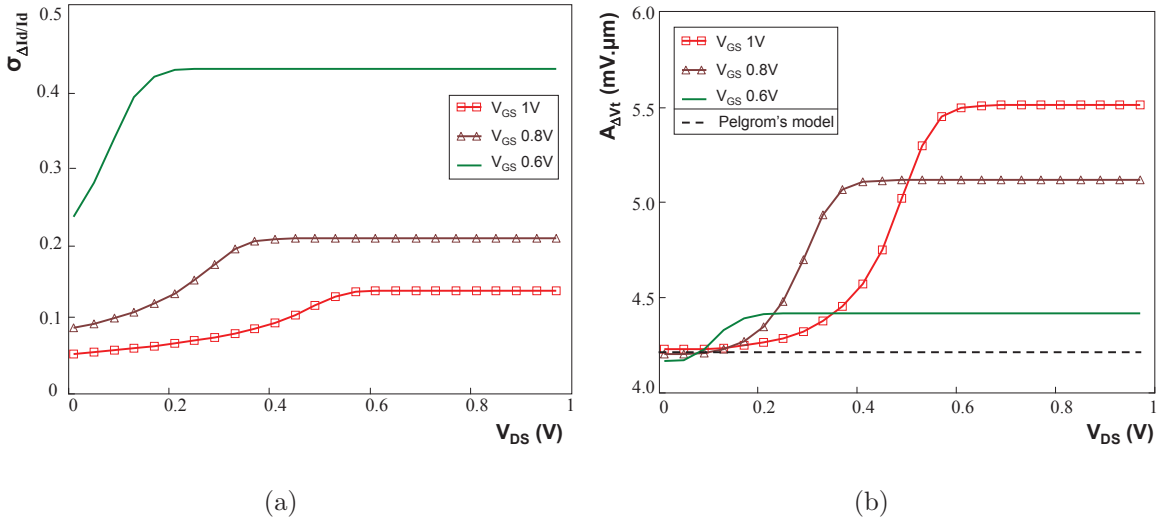 σΔId/Id
0.5
0.4
0.3
0.2
0.1
0
VGS 1V
VGS 0.8V
VGS 0.6V
0 0.2 0.4 0.6 0.8 1
VDS (V)
(a)
AΔVt (mV.µm)
6.0
5.5
5.0
4.5
4.0
VGS 1V
VGS 0.8V
VGS 0.6V
Pelgrom's model
0 0.2 0.4 0.6 0.8 1
VDS (V)
(b)